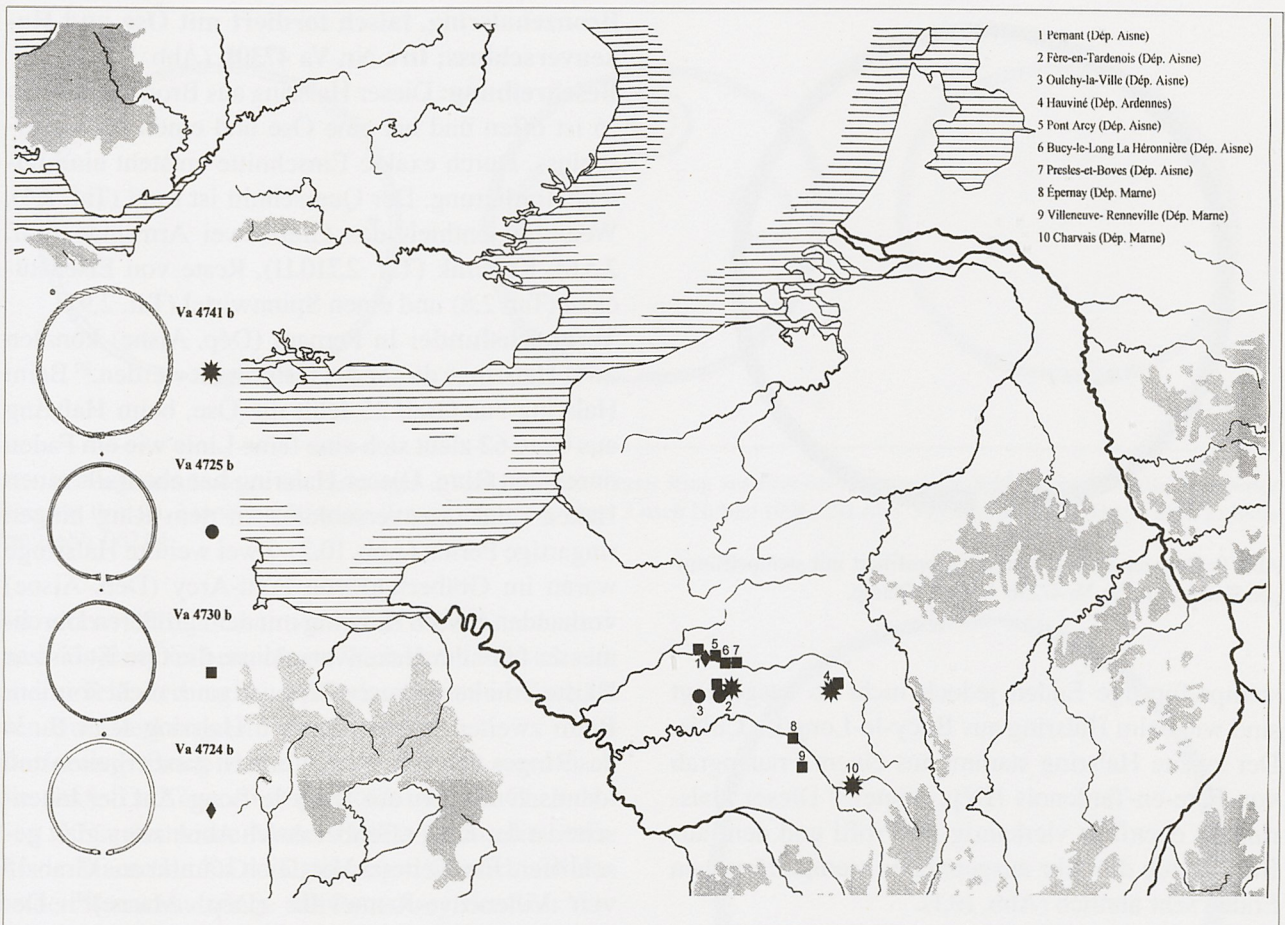 1 Pernant (Dép. Aisne)
2 Fère-en-Tardenois (Dép. Aisne)
3 Oulchy-la-Ville (Dép. Aisne)
4 Hauviné (Dép. Ardennes)
5 Pont Arcy (Dép. Aisne)
6 Bucy-le-Long La Héronnière (Dép. Aisne)
7 Presles-et-Boves (Dép. Aisne)
8 Épernay (Dép. Marne)
9 Villeneuve- Renneville (Dép. Marne)
10 Charvais (Dép. Marne)
Va 4741 b
Va 4725 b
Va 4730 b
Va 4724 b
5
1
6 7
4
3
2
8
9
10